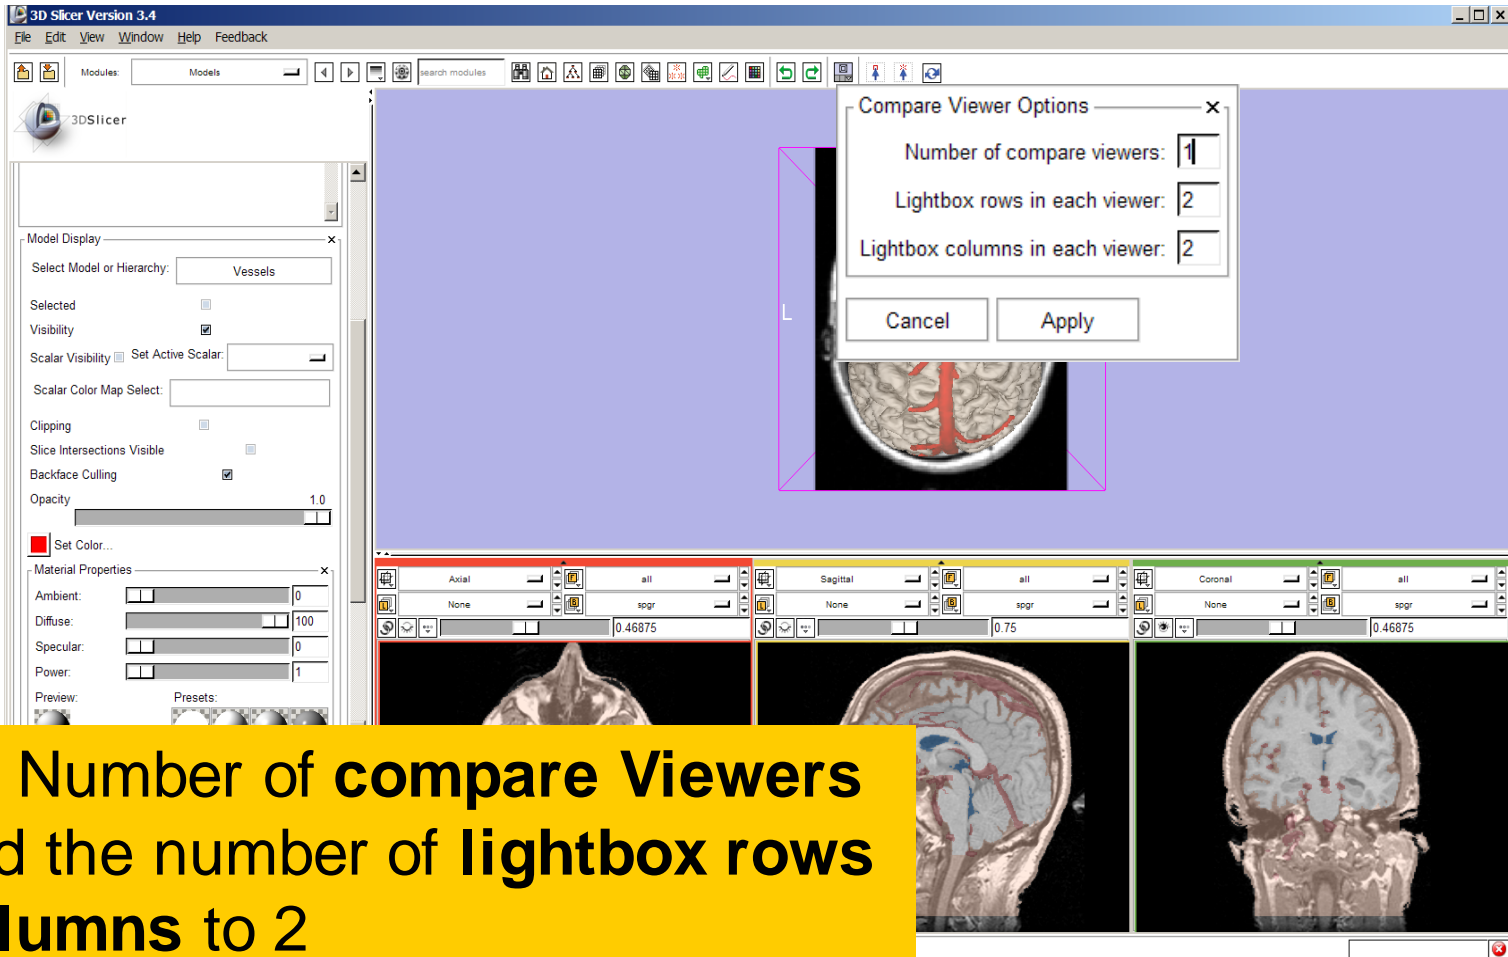 3D Slicer Version 3.4
File Edit View Window Help Feedback
Modules: Models search modules
3DSlicer
Compare Viewer Options
Number of compare viewers: 1
Lightbox rows in each viewer: 2
Lightbox columns in each viewer: 2
Cancel Apply
Model Display
Select Model or Hierarchy: Vessels
Selected
Visibility
Scalar Visibility Set Active Scalar:
Scalar Color Map Select:
Clipping
Slice Intersections Visible
Backface Culling
Opacity 1.0
Set Color...
Material Properties
Ambient: 0
Diffuse: 100
Specular: 0
Power: 1
Preview: Presets:
L
Axial all Sagittal all Coronal all
None spgr None spgr None spgr
0.46875 0.75 0.46875
Number of compare Viewers
d the number of lightbox rows
lumns to 2